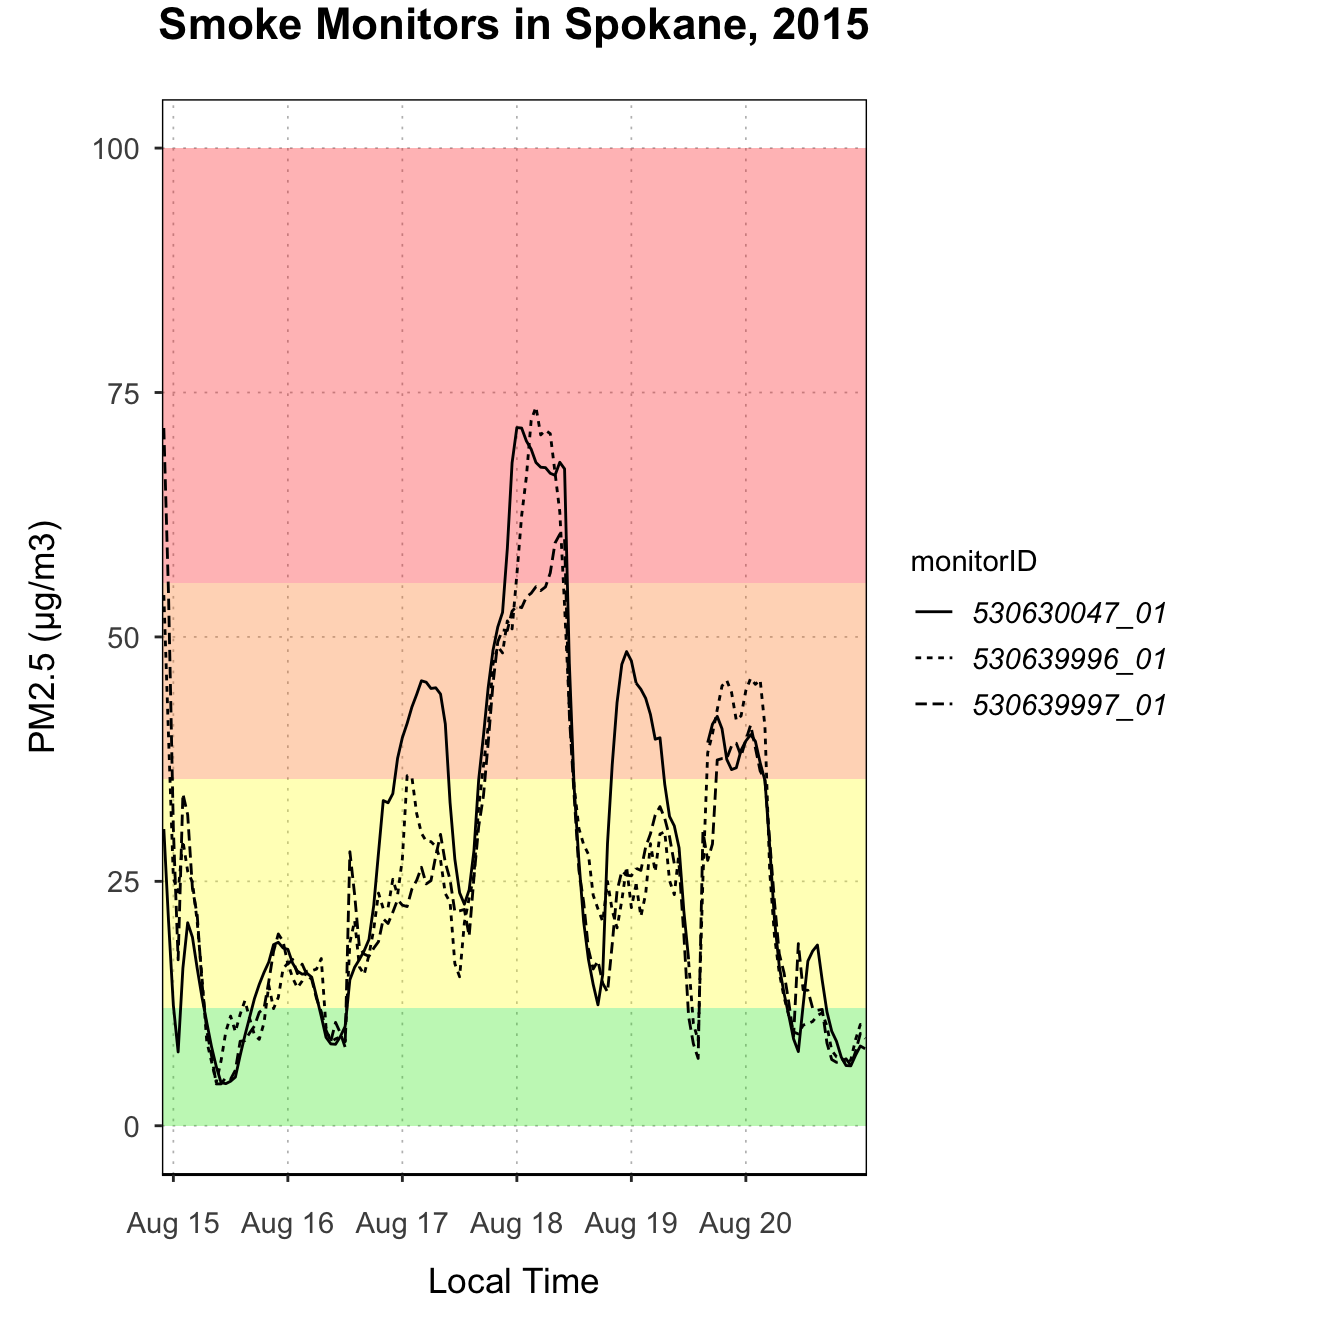 Smoke Monitors in Spokane, 2015
100
75
50
25
0
PM2.5 (µg/m3)
Aug 15 Aug 16 Aug 17 Aug 18 Aug 19 Aug 20
Local Time
monitorID
530630047_01
530639996_01
530639997_01